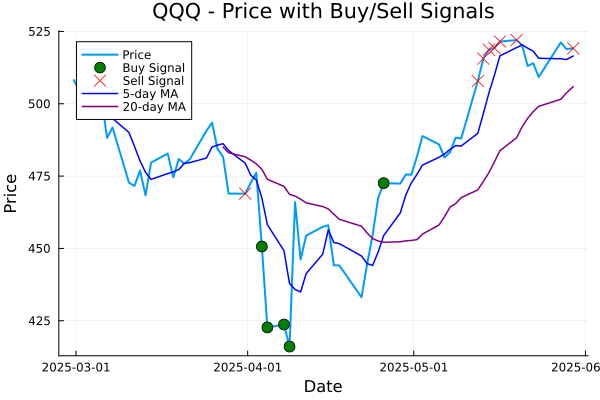 QQQ - Price with Buy/Sell Signals
525
500
475
450
425
Price
Price
Buy Signal
Sell Signal
5-day MA
20-day MA
2025-03-01
2025-04-01
2025-05-01
2025-06
Date